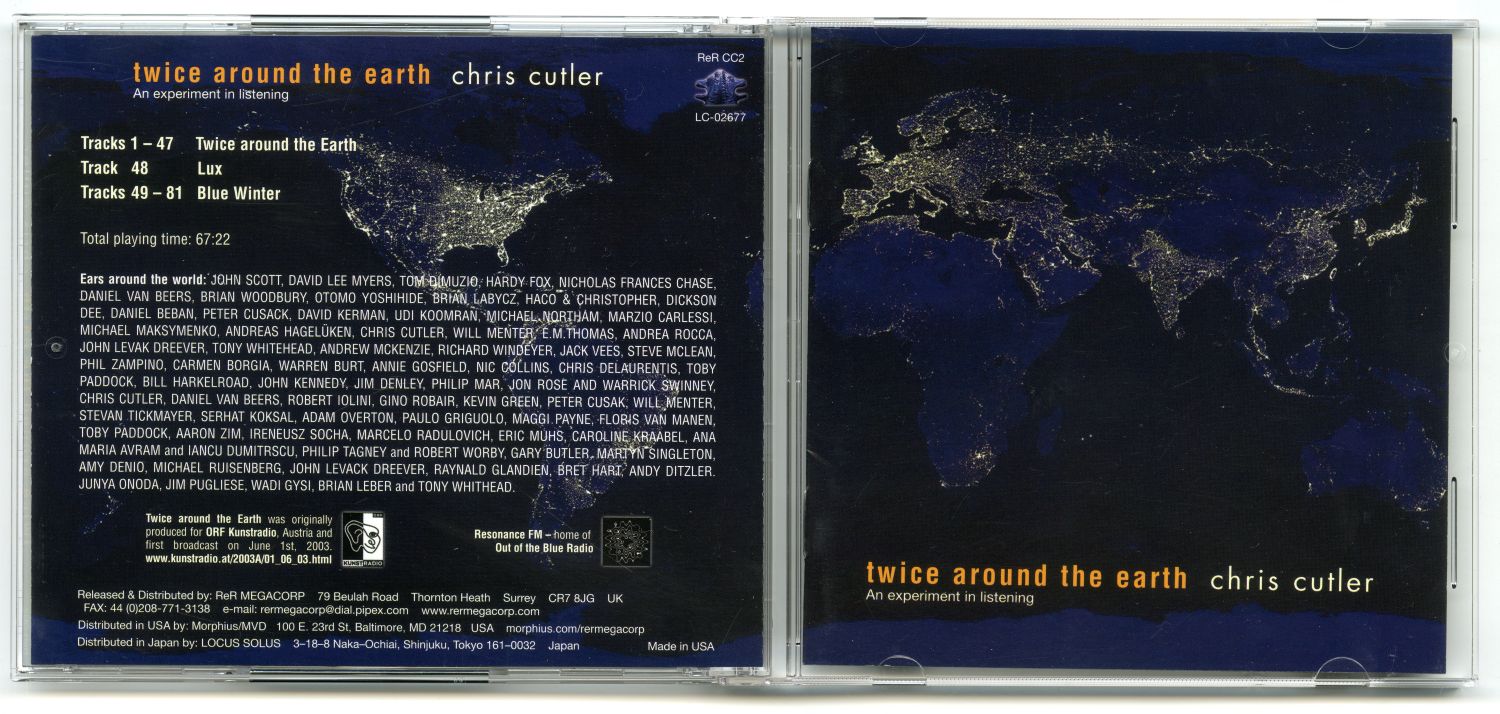 twice around the earth chris cutler
An experiment in listening
ReR CC2
LC-02677
Tracks 1 – 47 Twice around the Earth
Track 48 Lux
Tracks 49 – 81 Blue Winter
Total playing time: 67:22
Ears around the world: JOHN SCOTT, DAVID LEE MYERS, TOM DIMUZIO, HARDY FOX, NICHOLAS FRANCES CHASE,
DANIEL VAN BEERS, BRIAN WOODBURY, OTOMO YOSHIHIDE, BRIAN LABYCZ, HACO & CHRISTOPHER, DICKSON
DEE, DANIEL BEBAN, PETER CUSACK, DAVID KERMAN, UDI KOOMRAN, MICHAEL NORTHAM, MARZIO CARLESSI,
MICHAEL MAKSYMENKO, ANDREAS HAGELÜKEN, CHRIS CUTLER, WILL MENTER, E.M.THOMAS, ANDREA ROCCA,
JOHN LEVAK DREEVER, TONY WHITEHEAD, ANDREW MCKENZIE, RICHARD WINDEYER, JACK VEES, STEVE MCLEAN,
PHIL ZAMPINO, CARMEN BORGIA, WARREN BURT, ANNIE GOSFIELD, NIC COLLINS, CHRIS DELAURENTIS, TOBY
PADDOCK, BILL HARKELROAD, JOHN KENNEDY, JIM DENLEY, PHILIP MAR, JON ROSE AND WARRICK SWINNEY,
CHRIS CUTLER, DANIEL VAN BEERS, ROBERT IOLINI, GINO ROBAIR, KEVIN GREEN, PETER CUSAK, WILL MENTER,
STEVAN TICKMAYER, SERHAT KOKSAL, ADAM OVERTON, PAULO GRIGUOLO, MAGGI PAYNE, FLORIS VAN MANEN,
TOBY PADDOCK, AARON ZIM, IRENEUSZ SOCHA, MARCELO RADULOVICH, ERIC MUHS, CAROLINE KRAABEL, ANA
MARIA AVRAM and IANCU DUMITRSCU, PHILIP TAGNEY and ROBERT WORBY, GARY BUTLER, MARTYN SINGLETON,
AMY DENIO, MICHAEL RUISENBERG, JOHN LEVACK DREEVER, RAYNALD GLANDIEN, BRET HART, ANDY DITZLER.
JUNYA ONODA, JIM PUGLIESE, WADI GYSI, BRIAN LEBER and TONY WHITHEAD.
Twice around the Earth was originally
produced for ORF Kunstradio, Austria and
first broadcast on June 1st, 2003.
www.kunstradio.at/2003A/01_06_03.html
KUNSTRADIO
Resonance FM – home of
Out of the Blue Radio
Released & Distributed by: ReR MEGACORP 79 Beulah Road Thornton Heath Surrey CR7 8JG UK
FAX: 44 (0)208-771-3138 e-mail: rermegacorp@dial.pipex.com www.rermegacorp.com
Distributed in USA by: Morphius/MVD 100 E. 23rd St, Baltimore, MD 21218 USA morphius.com/rermegacorp
Distributed in Japan by: LOCUS SOLUS 3–18–8 Naka–Ochiai, Shinjuku, Tokyo 161–0032 Japan Made in USA
twice around the earth chris cutler
An experiment in listening